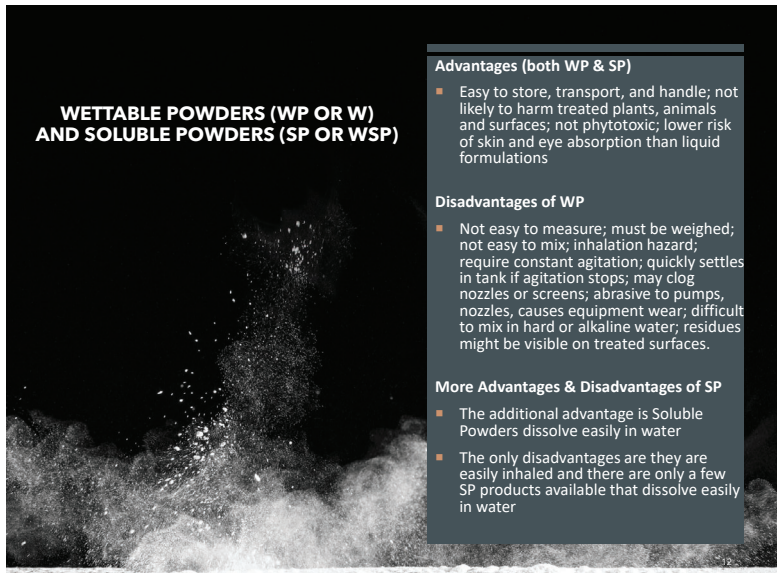 WETTABLE POWDERS (WP OR W)
AND SOLUBLE POWDERS (SP OR WSP)
Advantages (both WP & SP)
Easy to store, transport, and handle; not
likely to harm treated plants, animals
and surfaces; not phytotoxic; lower risk
of skin and eye absorption than liquid
formulations
Disadvantages of WP
Not easy to measure; must be weighed;
not easy to mix; inhalation hazard;
require constant agitation; quickly settles
in tank if agitation stops; may clog
nozzles or screens; abrasive to pumps,
nozzles, causes equipment wear; difficult
to mix in hard or alkaline water; residues
might be visible on treated surfaces.
More Advantages & Disadvantages of SP
The additional advantage is Soluble
Powders dissolve easily in water
The only disadvantages are they are
easily inhaled and there are only a few
SP products available that dissolve easily
in water
12